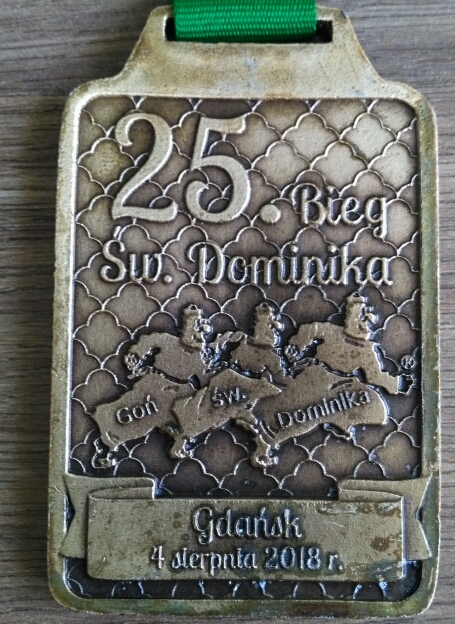 25. Bieg
Św. Dominika
Goń św. Dominika
Gdańsk
4 sierpnia 2018 r.